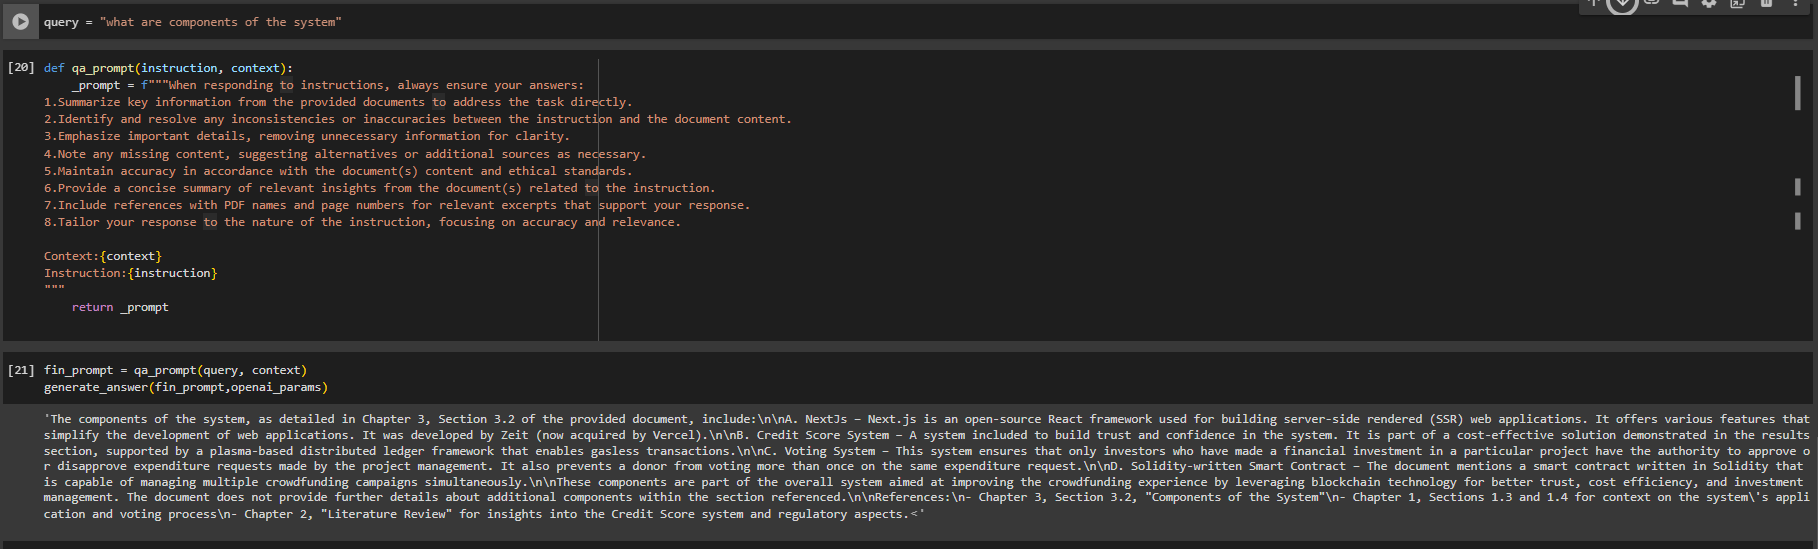 query = "what are components of the system"
[20] def qa_prompt(instruction, context):
_prompt = f"""When responding to instructions, always ensure your answers:
1.Summarize key information from the provided documents to address the task directly.
2.Identify and resolve any inconsistencies or inaccuracies between the instruction and the document content.
3.Emphasize important details, removing unnecessary information for clarity.
4.Note any missing content, suggesting alternatives or additional sources as necessary.
5.Maintain accuracy in accordance with the document(s) content and ethical standards.
6.Provide a concise summary of relevant insights from the document(s) related to the instruction.
7.Include references with PDF names and page numbers for relevant excerpts that support your response.
8.Tailor your response to the nature of the instruction, focusing on accuracy and relevance.
Context:{context}
Instruction:{instruction}
"""
return _prompt
[21] fin_prompt = qa_prompt(query, context)
generate_answer(fin_prompt,openai_params)
'The components of the system, as detailed in Chapter 3, Section 3.2 of the provided document, include:\n\nA. NextJs – Next.js is an open-source React framework used for building server-side rendered (SSR) web applications. It offers various features that
simplify the development of web applications. It was developed by Zeit (now acquired by Vercel).\n\nB. Credit Score System – A system included to build trust and confidence in the system. It is part of a cost-effective solution demonstrated in the results
section, supported by a plasma-based distributed ledger framework that enables gasless transactions.\n\nC. Voting System – This system ensures that only investors who have made a financial investment in a particular project have the authority to approve o
r disapprove expenditure requests made by the project management. It also prevents a donor from voting more than once on the same expenditure request.\n\nD. Solidity-written Smart Contract – The document mentions a smart contract written in Solidity that
is capable of managing multiple crowdfunding campaigns simultaneously.\n\nThese components are part of the overall system aimed at improving the crowdfunding experience by leveraging blockchain technology for better trust, cost efficiency, and investment
management. The document does not provide further details about additional components within the section referenced.\n\nReferences:\n- Chapter 3, Section 3.2, "Components of the System"\n- Chapter 1, Sections 1.3 and 1.4 for context on the system\'s appli
cation and voting process\n- Chapter 2, "Literature Review" for insights into the Credit Score system and regulatory aspects.<'